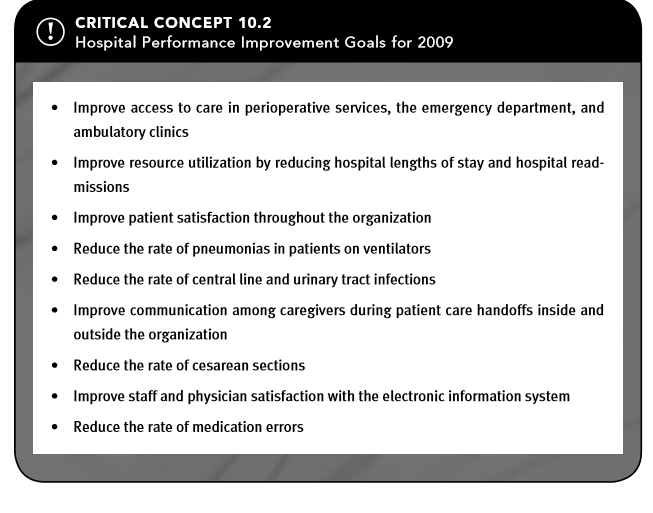 CRITICAL CONCEPT 10.2
Hospital Performance Improvement Goals for 2009
• Improve access to care in perioperative services, the emergency department, and
ambulatory clinics
• Improve resource utilization by reducing hospital lengths of stay and hospital read-
missions
• Improve patient satisfaction throughout the organization
• Reduce the rate of pneumonias in patients on ventilators
• Reduce the rate of central line and urinary tract infections
• Improve communication among caregivers during patient care handoffs inside and
outside the organization
• Reduce the rate of cesarean sections
• Improve staff and physician satisfaction with the electronic information system
• Reduce the rate of medication errors